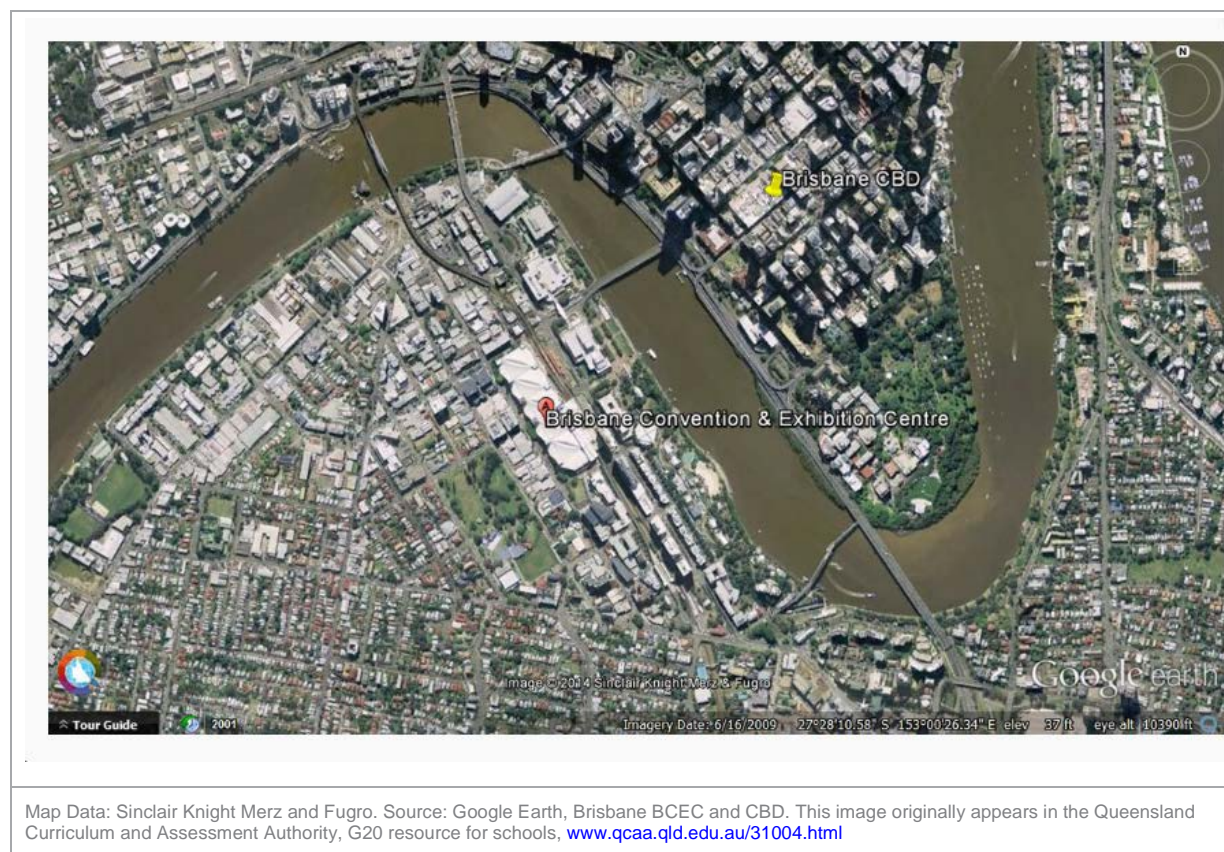 N
Brisbane CBD
A
Brisbane Convention & Exhibition Centre
Image © 2014 Sinclair Knight Merz & Fugro
Google earth
Tour Guide
2001
Imagery Date: 6/16/2009 27°28'10.58" S 153°00'26.34" E elev 37 ft eye alt 10390 ft
Map Data: Sinclair Knight Merz and Fugro. Source: Google Earth, Brisbane BCEC and CBD. This image originally appears in the Queensland
Curriculum and Assessment Authority, G20 resource for schools, www.qcaa.qld.edu.au/31004.html